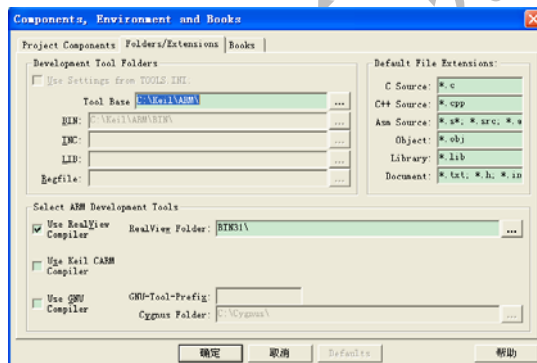 Components, Environment and Books
Project Components Folders/Extensions Books
Development Tool Folders
Use Settings from TOOLS.INI:
Tool Base C:\Keil\ARM\ ...
BIN: C:\Keil\ARM\BIN\ ...
INC: ...
LIB: ...
Regfile: ...
Default File Extensions:
C Source: *.c
C++ Source: *.cpp
Asm Source: *.s*; *.src; *.a
Object: *.obj
Library: *.lib
Document: *.txt; *.h; *.in
Select ARM Development Tools
Use RealView Compiler RealView Folder: BIN31\ ...
Use Keil CARM Compiler
Use GNU Compiler GNU-Tool-Prefix:
Cygnus Folder: C:\Cygnus\ ...
确定 取消 Defaults 帮助